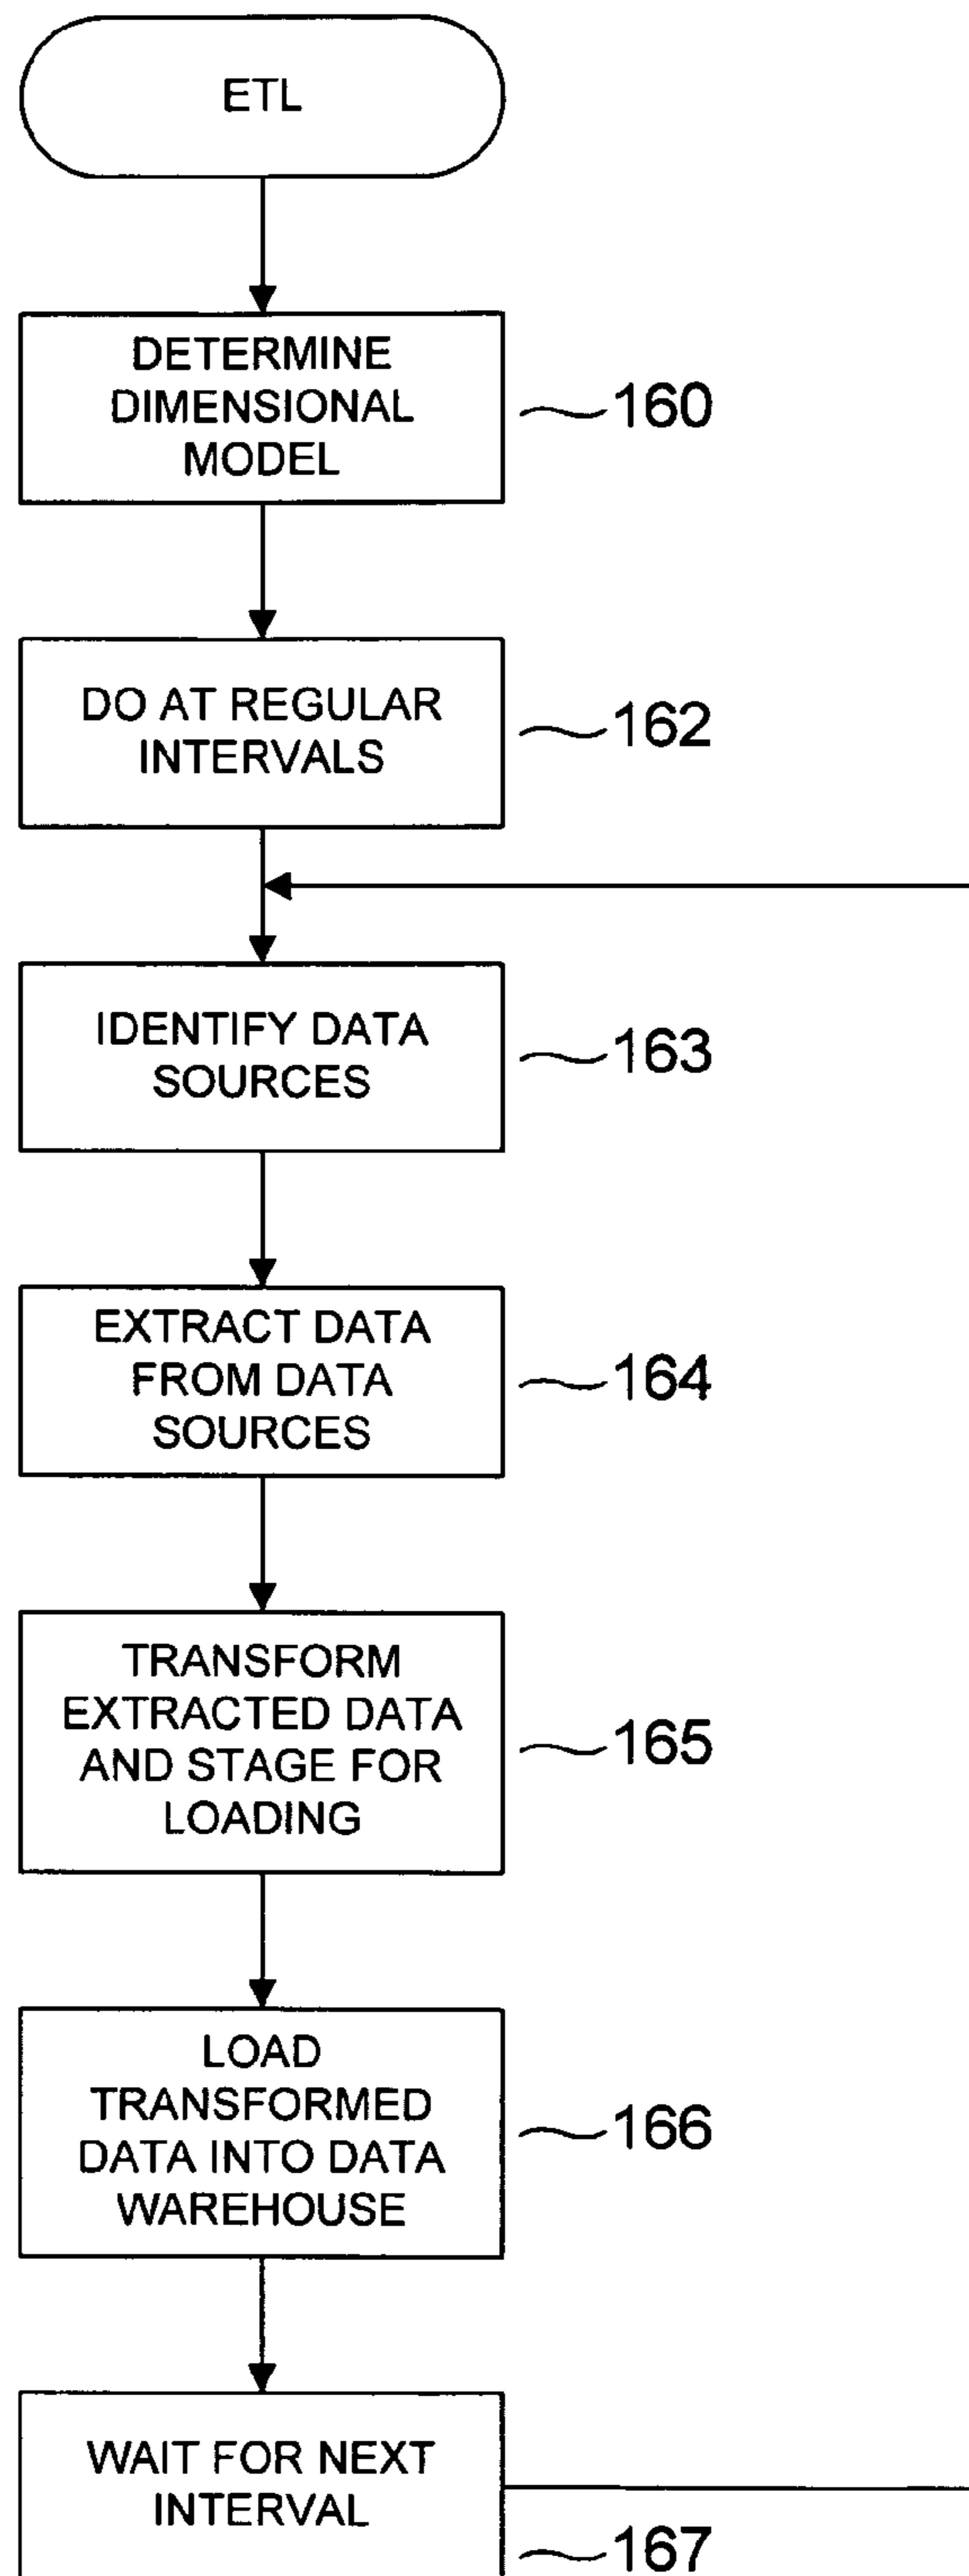 ETL
DETERMINE
DIMENSIONAL
MODEL
160
DO AT REGULAR
INTERVALS
162
IDENTIFY DATA
SOURCES
163
EXTRACT DATA
FROM DATA
SOURCES
164
TRANSFORM
EXTRACTED DATA
AND STAGE FOR
LOADING
165
LOAD
TRANSFORMED
DATA INTO DATA
WAREHOUSE
166
WAIT FOR NEXT
INTERVAL
167